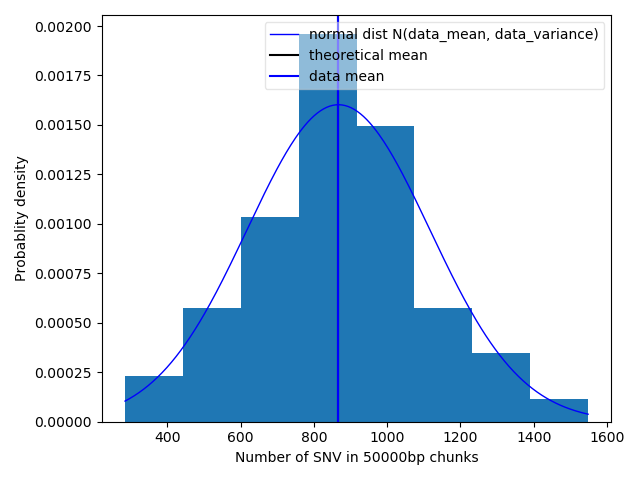 normal dist N(data_mean, data_variance)
theoretical mean
data mean
Probablity density
0.00200
0.00175
0.00150
0.00125
0.00100
0.00075
0.00050
0.00025
0.00000
400 600 800 1000 1200 1400 1600
Number of SNV in 50000bp chunks